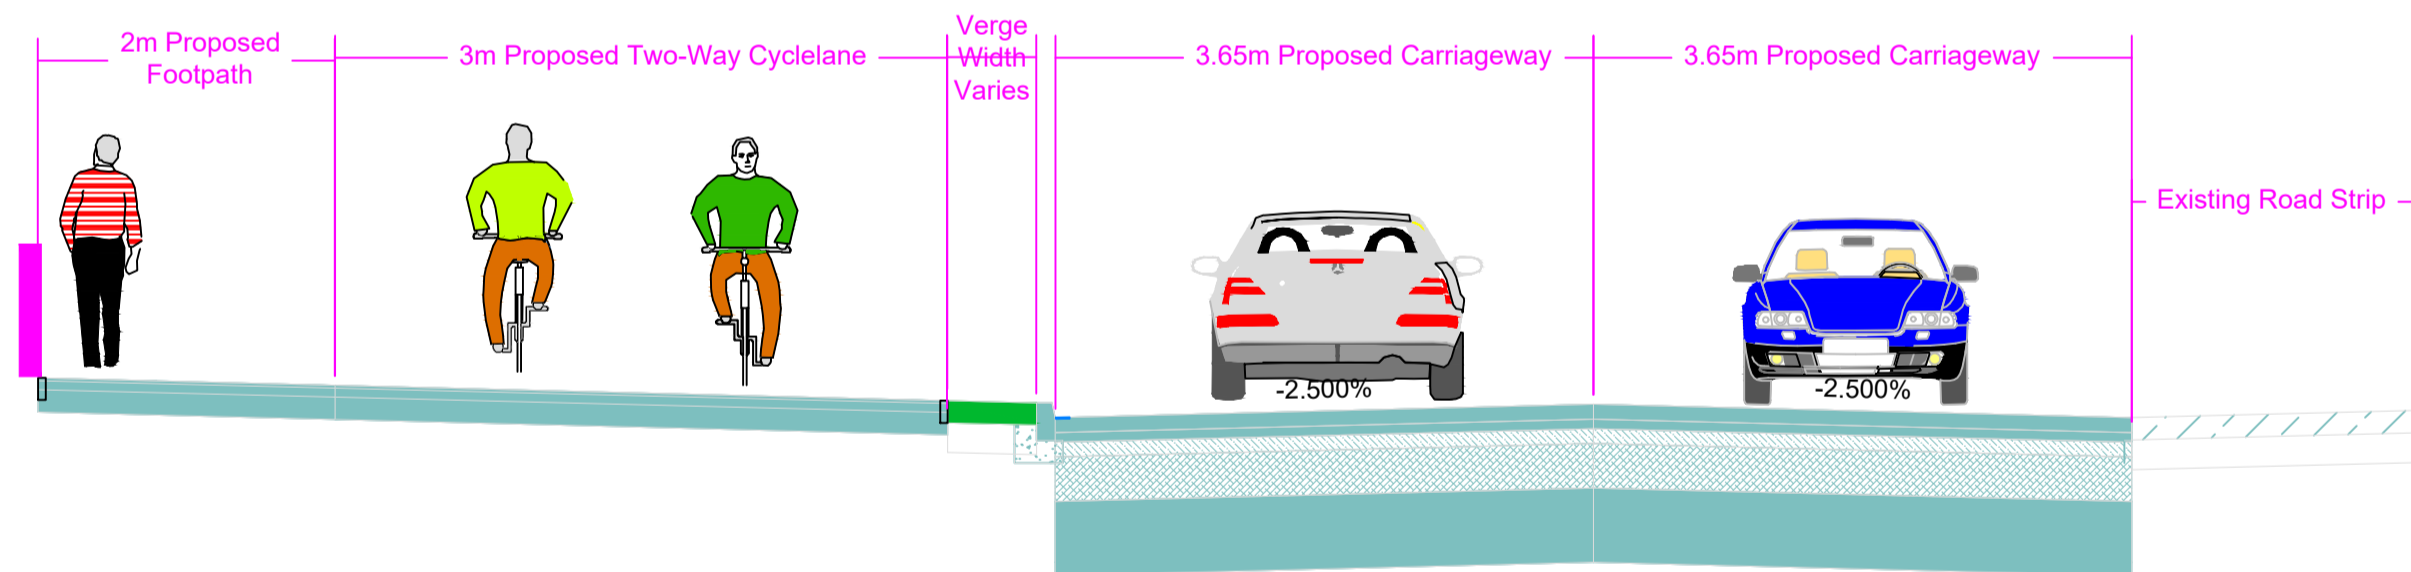 2m Proposed
Footpath
3m Proposed Two-Way Cyclelane
Verge
Width
Varies
3.65m Proposed Carriageway
3.65m Proposed Carriageway
Existing Road Strip
-2.500%
-2.500%